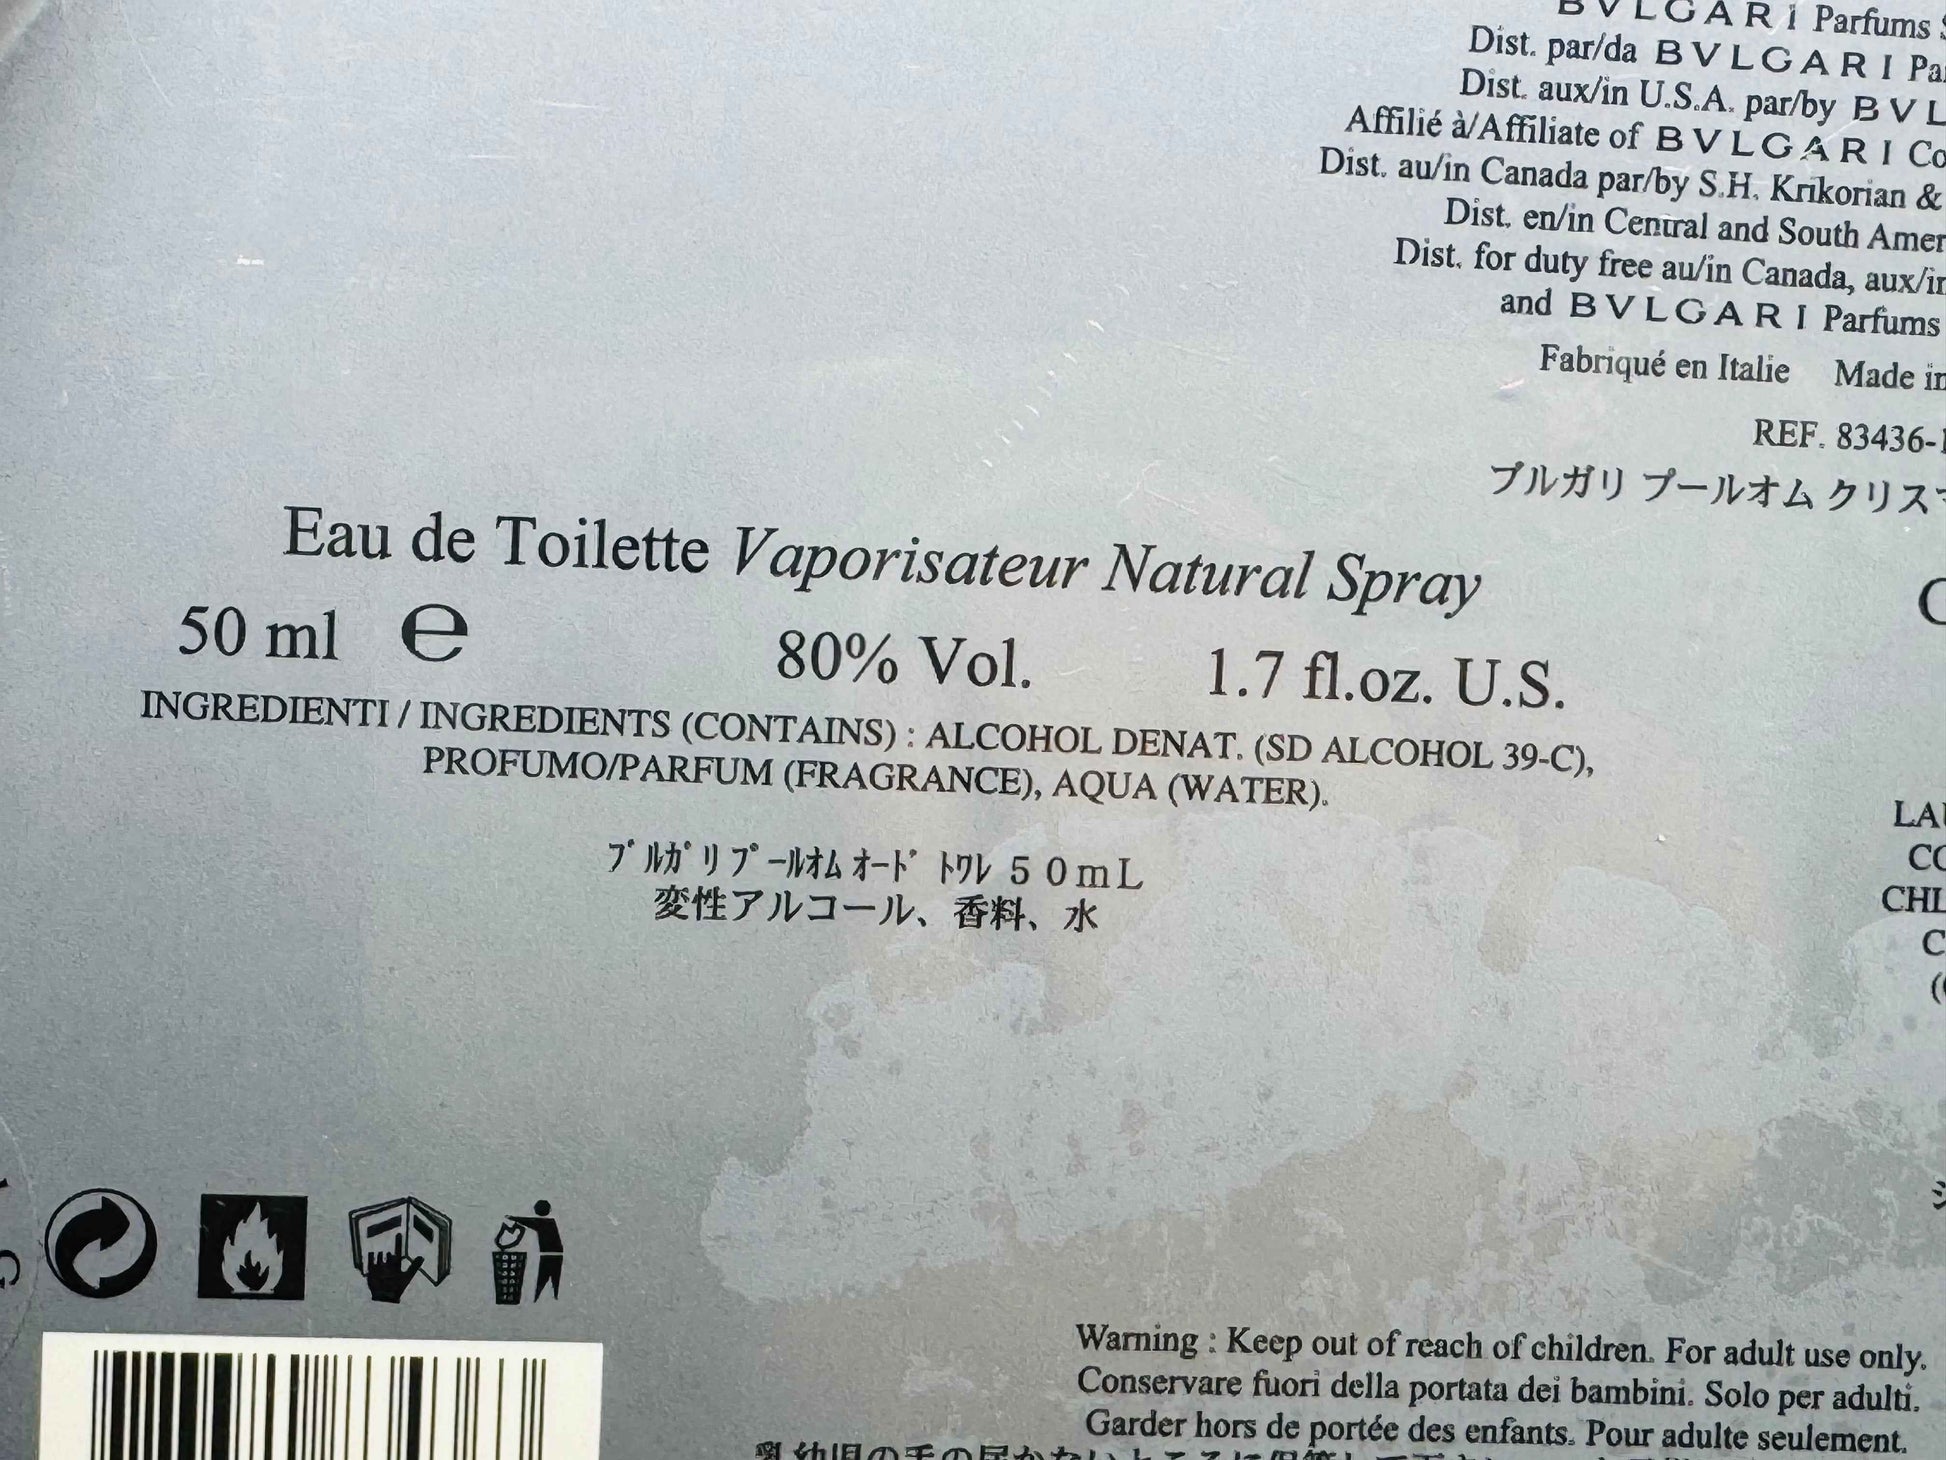 BVLGARI Parfums
Dist. par/da BVLGARI
Dist. aux/in U.S.A. par/by
Affilié à/Affiliate of BVLGARI
Dist. au/in Canada par/by S.H. Krikorian &
Dist. en/in Central and South
Dist. for duty free au/in Canada,
and BVLGARI Parfums
Fabriqué en Italie Made in
REF. 83436-
ブルガリ プールオム クリス
Eau de Toilette Vaporisateur Natural Spray
50 ml ℮ 80% Vol. 1.7 fl.oz. U.S.
INGREDIENTI / INGREDIENTS (CONTAINS) : ALCOHOL DENAT. (SD ALCOHOL 39-C),
PROFUMO/PARFUM (FRAGRANCE), AQUA (WATER).
ﾌﾞﾙｶﾞﾘ ﾌﾟｰﾙｵﾑ ｵｰﾄﾞ ﾄﾜﾚ ５０ｍＬ
変性アルコール、香料、水
Warning : Keep out of reach of children. For adult use only.
Conservare fuori della portata dei bambini. Solo per adulti.
Garder hors de portée des enfants. Pour adulte seulement.